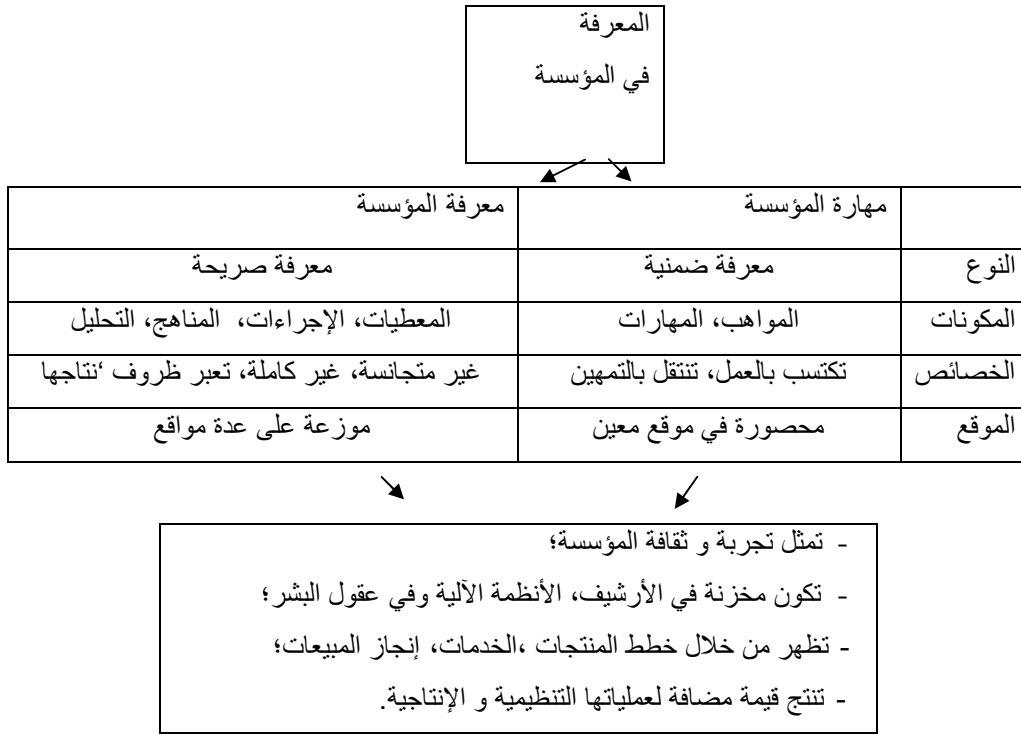 المعرفة
في المؤسسة
مهارة المؤسسة معرفة المؤسسة
النوع معرفة ضمنية معرفة صريحة
المكونات المواهب، المهارات المعطيات، الإجراءات، المناهج، التحليل
الخصائص تكتسب بالعمل، تنتقل بالتمهين غير متجانسة، غير كاملة، تعبر ظروف ‘نتاجها
الموقع محصورة في موقع معين موزعة على عدة مواقع
- تمثل تجربة و ثقافة المؤسسة؛
- تكون مخزنة في الأرشيف، الأنظمة الآلية وفي عقول البشر؛
- تظهر من خلال خطط المنتجات ،الخدمات، إنجاز المبيعات؛
- تنتج قيمة مضافة لعملياتها التنظيمية و الإنتاجية.